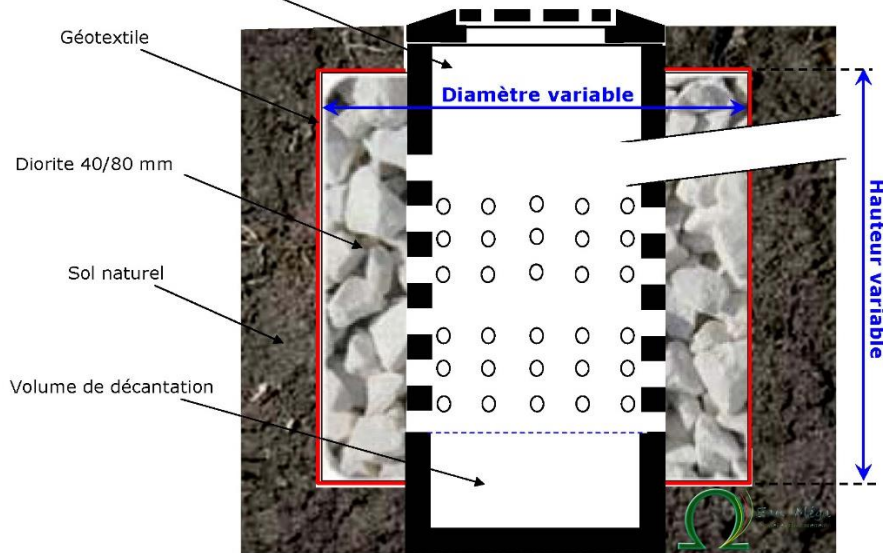 Géotextile
Diamètre variable
Diorite 40/80 mm
Hauteur variable
Sol naturel
Volume de décantation